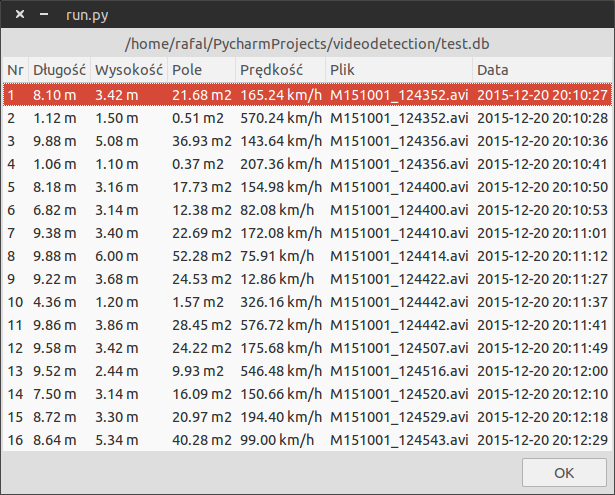 run.py
/home/rafal/PycharmProjects/videodetection/test.db
Nr Długość Wysokość Pole Prędkość Plik Data
1 8.10 m 3.42 m 21.68 m2 165.24 km/h M151001_124352.avi 2015-12-20 20:10:27
2 1.12 m 1.50 m 0.51 m2 570.24 km/h M151001_124352.avi 2015-12-20 20:10:28
3 9.88 m 5.08 m 36.93 m2 143.64 km/h M151001_124356.avi 2015-12-20 20:10:36
4 1.06 m 1.10 m 0.37 m2 207.36 km/h M151001_124356.avi 2015-12-20 20:10:41
5 8.18 m 3.16 m 17.73 m2 154.98 km/h M151001_124400.avi 2015-12-20 20:10:50
6 6.82 m 3.14 m 12.38 m2 82.08 km/h M151001_124400.avi 2015-12-20 20:10:53
7 9.38 m 3.40 m 22.69 m2 172.08 km/h M151001_124410.avi 2015-12-20 20:11:01
8 9.88 m 6.00 m 52.28 m2 75.91 km/h M151001_124414.avi 2015-12-20 20:11:12
9 9.22 m 3.68 m 24.53 m2 12.86 km/h M151001_124422.avi 2015-12-20 20:11:27
10 4.36 m 1.20 m 1.57 m2 326.16 km/h M151001_124442.avi 2015-12-20 20:11:37
11 9.86 m 3.86 m 28.45 m2 576.72 km/h M151001_124442.avi 2015-12-20 20:11:41
12 9.58 m 3.42 m 24.22 m2 175.68 km/h M151001_124507.avi 2015-12-20 20:11:49
13 9.52 m 2.44 m 9.93 m2 546.48 km/h M151001_124516.avi 2015-12-20 20:12:00
14 7.50 m 3.14 m 16.09 m2 150.66 km/h M151001_124520.avi 2015-12-20 20:12:10
15 8.72 m 3.30 m 20.97 m2 194.40 km/h M151001_124529.avi 2015-12-20 20:12:18
16 8.64 m 5.34 m 40.28 m2 99.00 km/h M151001_124543.avi 2015-12-20 20:12:29
OK